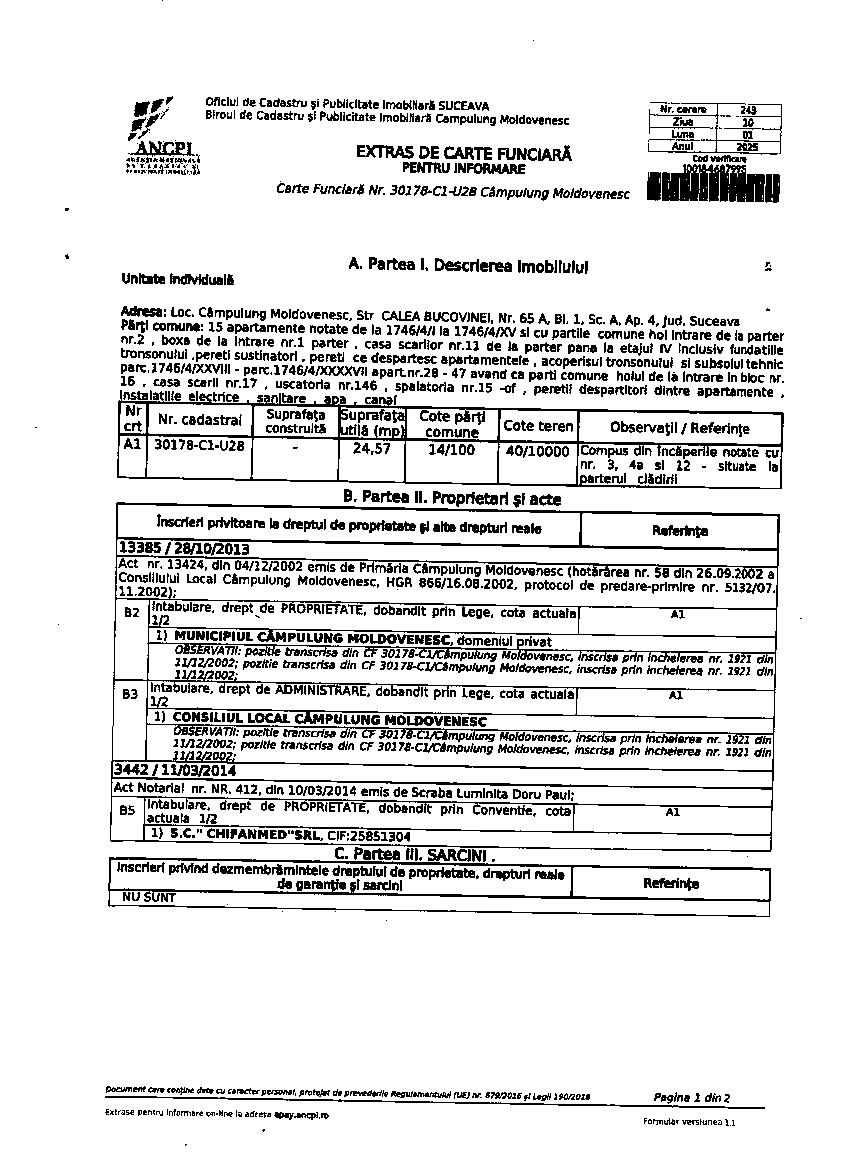 Oficiul de Cadastru și Publicitate Imobiliară SUCEAVA
Biroul de Cadastru și Publicitate Imobiliară Campulung Moldovenesc
ANCPI
Nr. cerere 243
Ziua 10
Luna 01
Anul 2025
Cod verificare
EXTRAS DE CARTE FUNCIARĂ
PENTRU INFORMARE
Carte Funciară Nr. 30178-C1-U28 Câmpulung Moldovenesc
A. Partea I. Descrierea Imobilului
Unitate individuală
Adresa: Loc. Câmpulung Moldovenesc, Str CALEA BUCOVINEI, Nr. 65 A, Bl. 1, Sc. A, Ap. 4, Jud. Suceava
Părți comune: 15 apartamente notate de la 1746/4/I la 1746/4/XV si cu partile comune hol intrare de la parter
nr.2 , boxa de la intrare nr.1 parter , casa scarilor nr.11 de la parter pana la etajul IV inclusiv fundatiile
tronsonului ,pereti sustinatori , pereti ce despartesc apartamentele , acoperisul tronsonului si subsolul tehnic
parc.1746/4/XXVIII - parc.1746/4/XXXXVII apart.nr.28 - 47 avand ca parti comune holul de la intrare in bloc nr.
16 , casa scarii nr.17 , uscatoria nr.146 , spalatoria nr.15 -of , peretii despartitori dintre apartamente ,
instalatiile electrice , sanitare , apa , canal
Nr crt Nr. cadastral Suprafața construită Suprafața utilă (mp) Cote părți comune Cote teren Observații / Referințe
A1 30178-C1-U28 - 24,57 14/100 40/10000 Compus din încăperile notate cu
nr. 3, 4a si 12 - situate la
parterul clădirii
B. Partea II. Proprietari și acte
Inscrieri privitoare la dreptul de proprietate și alte drepturi reale Referințe
13385 / 28/10/2013
Act nr. 13424, din 04/12/2002 emis de Primăria Câmpulung Moldovenesc (hotărârea nr. 58 din 26.09.2002 a
Consiliului Local Câmpulung Moldovenesc, HGR 866/16.08.2002, protocol de predare-primire nr. 5132/07.
11.2002);
B2 Intabulare, drept de PROPRIETATE, dobandit prin Lege, cota actuala A1
1/2
1) MUNICIPIUL CÂMPULUNG MOLDOVENESC, domeniul privat
OBSERVATII: pozitie transcrisa din CF 30178-C1/Câmpulung Moldovenesc, inscrisa prin incheierea nr. 1921 din
11/12/2002; pozitie transcrisa din CF 30178-C1/Câmpulung Moldovenesc, inscrisa prin incheierea nr. 1921 din
11/12/2002;
B3 Intabulare, drept de ADMINISTRARE, dobandit prin Lege, cota actuala A1
1/2
1) CONSILIUL LOCAL CÂMPULUNG MOLDOVENESC
OBSERVATII: pozitie transcrisa din CF 30178-C1/Câmpulung Moldovenesc, inscrisa prin incheierea nr. 1921 din
11/12/2002; pozitie transcrisa din CF 30178-C1/Câmpulung Moldovenesc, inscrisa prin incheierea nr. 1921 din
11/12/2002;
3442 / 11/03/2014
Act Notarial nr. NR. 412, din 10/03/2014 emis de Scraba Luminita Doru Paul;
B5 Intabulare, drept de PROPRIETATE, dobandit prin Conventie, cota A1
actuala 1/2
1) S.C." CHIFANMED"SRL, CIF:25851304
C. Partea III. SARCINI .
Inscrieri privind dezmembrămintele dreptului de proprietate, drepturi reale Referințe
de garanție și sarcini
NU SUNT
Document care conține date cu caracter personal, protejat de prevederile Regulamentului (UE) nr. 679/2016 și Legii 190/2018
Pagina 1 din 2
Extrase pentru informare on-line la adresa epay.ancpi.ro
Formular versiunea 1.1